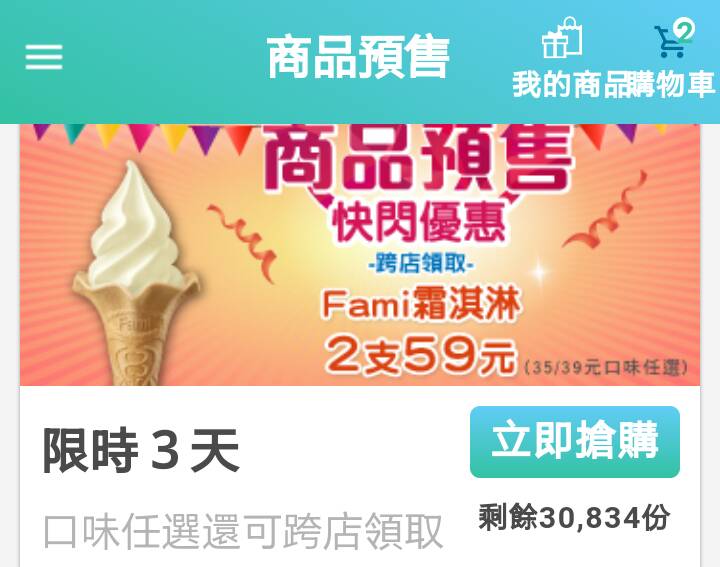 商品預售
2
我的商品
購物車
商品預售
快閃優惠
-跨店領取-
Fami霜淇淋
2支59元(35/39元口味任選)
Fami
限時3天
立即搶購
口味任選還可跨店領取
剩餘30,834份